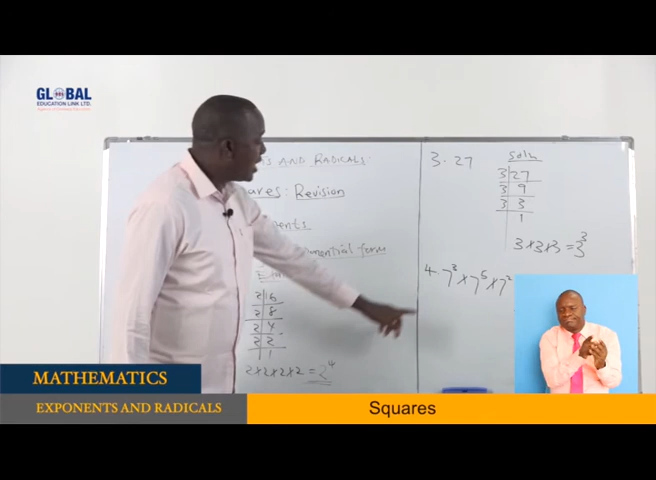 GLOBAL
EDUCATION LINK LTD.
AND RADICALS:
ares: Revision
ents
nential form
2|16
2|8
2|4
2|2
1
2×2×2×2 = 2⁴
3. 27
Soln
3|27
3|9
3|3
1
3×3×3 = 3³
4 7³×7⁵×7²
MATHEMATICS
EXPONENTS AND RADICALS
Squares